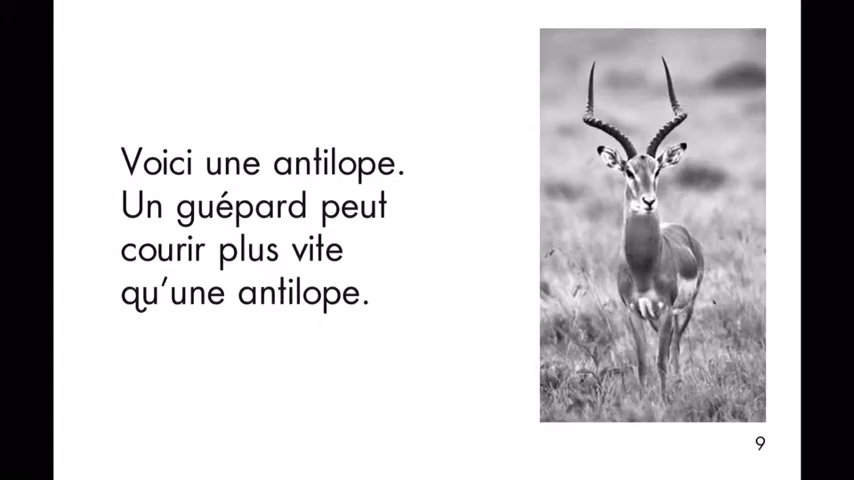 Voici une antilope.
Un guépard peut
courir plus vite
qu'une antilope.
9